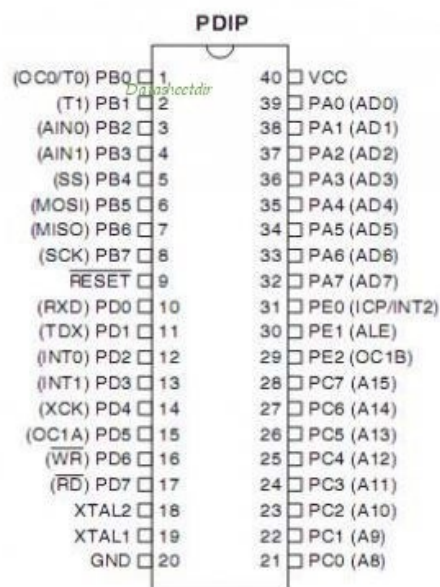 PDIP
(OC0/T0) PB0 1 40 VCC
Datasheetdir
(T1) PB1 2 39 PA0 (AD0)
(AIN0) PB2 3 38 PA1 (AD1)
(AIN1) PB3 4 37 PA2 (AD2)
(SS) PB4 5 36 PA3 (AD3)
(MOSI) PB5 6 35 PA4 (AD4)
(MISO) PB6 7 34 PA5 (AD5)
(SCK) PB7 8 33 PA6 (AD6)
RESET 9 32 PA7 (AD7)
(RXD) PD0 10 31 PE0 (ICP/INT2)
(TDX) PD1 11 30 PE1 (ALE)
(INT0) PD2 12 29 PE2 (OC1B)
(INT1) PD3 13 28 PC7 (A15)
(XCK) PD4 14 27 PC6 (A14)
(OC1A) PD5 15 26 PC5 (A13)
(WR) PD6 16 25 PC4 (A12)
(RD) PD7 17 24 PC3 (A11)
XTAL2 18 23 PC2 (A10)
XTAL1 19 22 PC1 (A9)
GND 20 21 PC0 (A8)